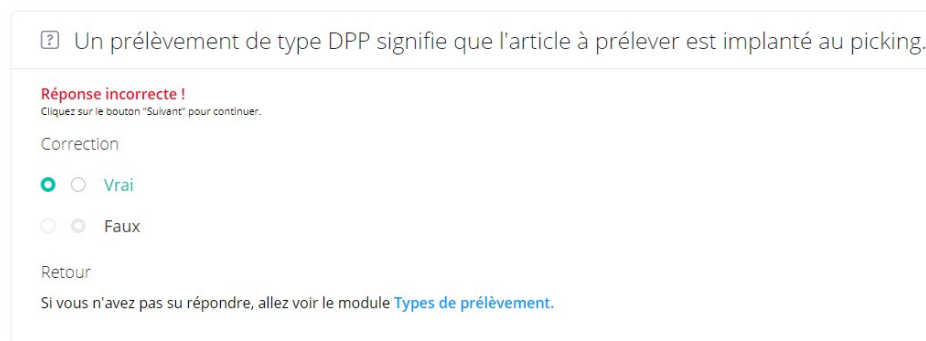 Un prélèvement de type DPP signifie que l'article à prélever est implanté au picking.
Réponse incorrecte !
Cliquez sur le bouton "Suivant" pour continuer.
Correction
Vrai
Faux
Retour
Si vous n'avez pas su répondre, allez voir le module Types de prélèvement.